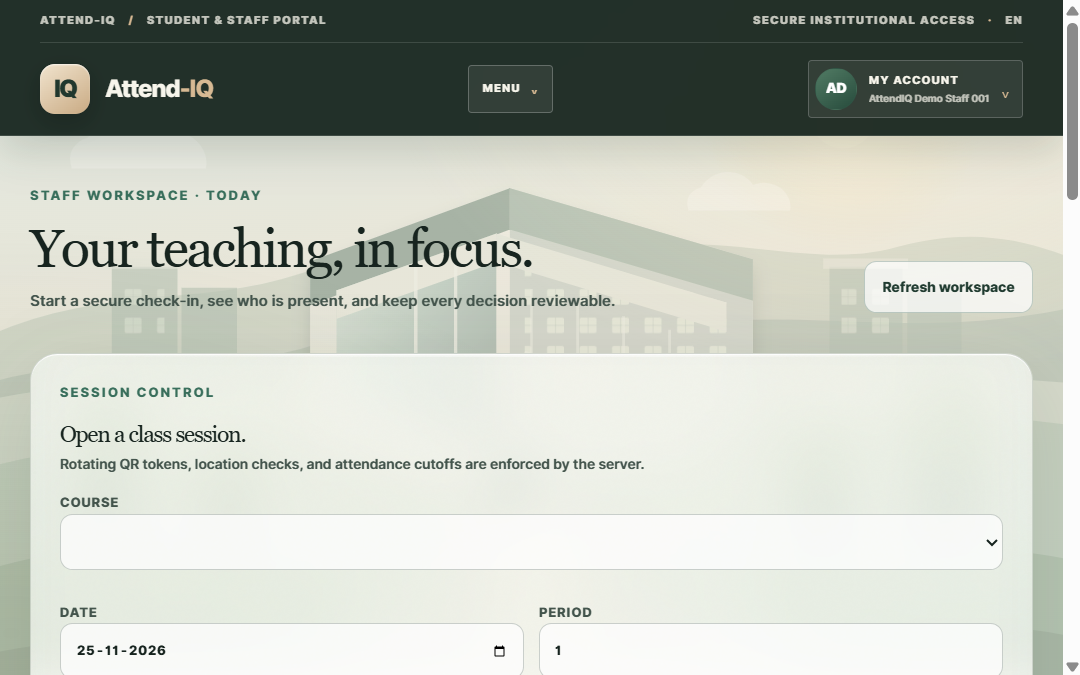 ATTEND-IQ / STUDENT & STAFF PORTAL
SECURE INSTITUTIONAL ACCESS · EN
IQ
Attend-IQ
MENU
AD
MY ACCOUNT
AttendIQ Demo Staff 001
STAFF WORKSPACE · TODAY
Your teaching, in focus.
Start a secure check-in, see who is present, and keep every decision reviewable.
Refresh workspace
SESSION CONTROL
Open a class session.
Rotating QR tokens, location checks, and attendance cutoffs are enforced by the server.
COURSE
DATE
PERIOD
25-11-2026
1